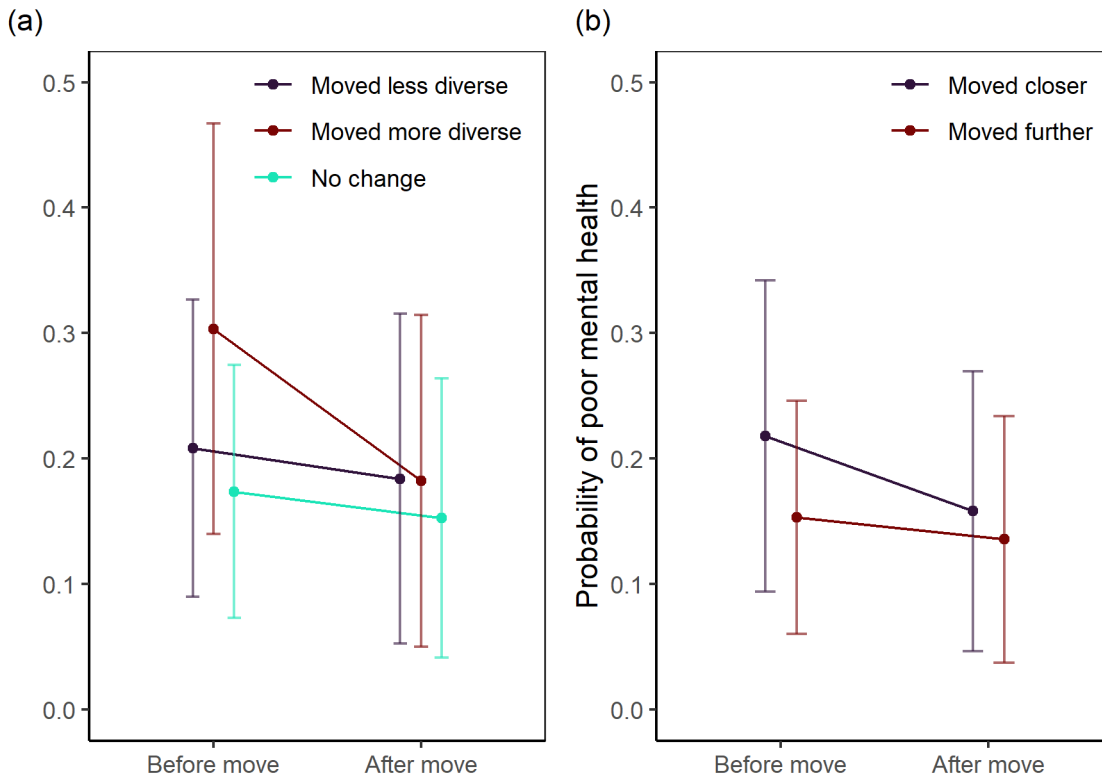 (a)
Moved less diverse
Moved more diverse
No change
0.5
0.4
0.3
0.2
0.1
0.0
Before move
After move
(b)
Moved closer
Moved further
Probability of poor mental health
0.5
0.4
0.3
0.2
0.1
0.0
Before move
After move